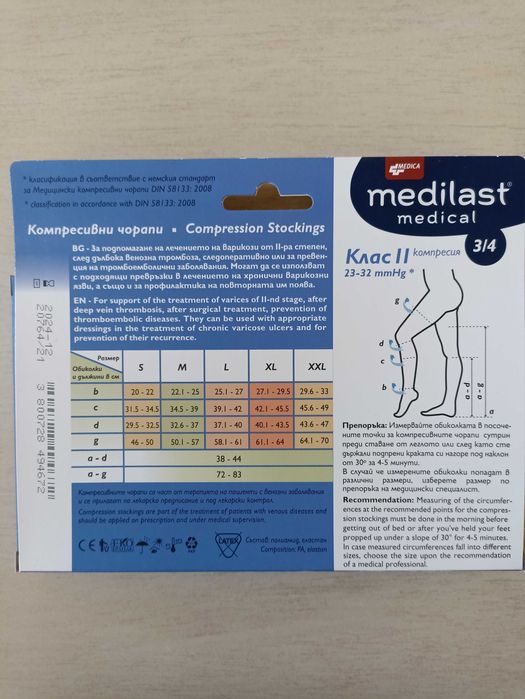 * класификация в съответствие с немския стандарт
за Медицински компресивни чорапи DIN 58133: 2008
* classification in accordance with DIN 58133: 2008
Компресивни чорапи ▪ Compression Stockings
BG - За подпомагане на лечението на варикози от II-ра степен,
след дълбока венозна тромбоза, следоперативно или за превен-
ция на тромбоемболични заболявания. Могат да се използват
с подходящи превръзки в лечението на хронични варикозни
язви, а също и за профилактика на повторната им поява.
EN - For support of the treatment of varices of II-nd stage, after
deep vein thrombosis, after surgical treatment, prevention of
thromboembolic diseases. They can be used with appropriate
dressings in the treatment of chronic varicose ulcers and for
prevention of their recurrence.
Размер
Обиколки
и дължини в см
S M L XL XXL
b 20 - 22 22.1 - 25 25.1 - 27 27.1 - 29.5 29.6 - 33
c 31.5 - 34.5 34.5 - 39 39.1 - 42 42.1 - 45.5 45.6 - 49
d 29.5 - 32.5 32.6 - 37 37.1 - 40 40.1 - 43.5 43.6 - 47
g 46 - 50 50.1 - 57 58.1 - 61 61.1 - 64 64.1 - 70
a - d 38 - 44
a - g 72 - 83
Компресивните чорапи са част от терапията на пациенти с венозни заболявания
и се прилагат по лекарско предписание и под лекарски контрол.
Compression stockings are part of the treatment of patients with venous diseases and
should be applied on prescription and under medical supervision.
CE
LATEX
Състав: полиамид, еластан
Composition: PA, elastan
2024-12
20764/21
3 800728 494672
MEDICA
medilast®
medical
3/4
Клас II компресия
23-32 mmHg *
g
d
c
b
a - d
a - g
a
Препоръка: Измервайте обиколката в посоче-
ните точки за компресивните чорапи сутрин
преди ставане от леглото или след като сте
държали подпрени краката си нагоре под наклон
от 30° за 4-5 минути.
В случай че измерените обиколки попадат в
различни размери, изберете размер по
препоръка на медицински специалист.
Recommendation: Measuring of the circumfer-
ences at the recommended points for the compres-
sion stockings must be done in the morning before
getting out of bed or after you've held your feet
propped up under a slope of 30° for 4-5 minutes.
In case measured circumferences fall into different
sizes, choose the size upon the recommendation
of a medical professional.